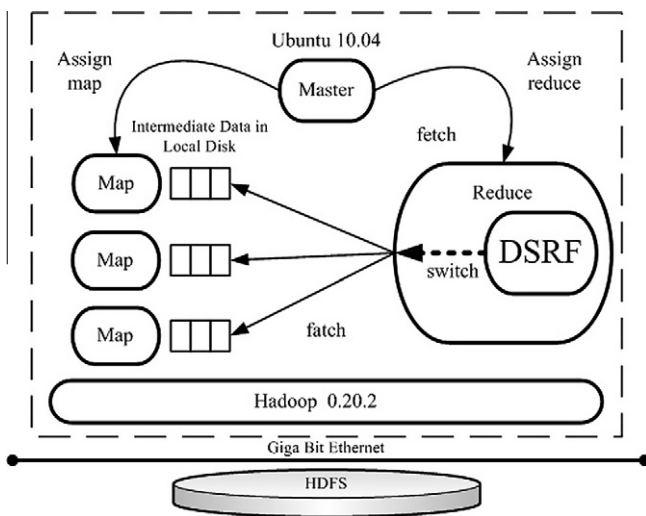 Ubuntu 10.04
Assign
map
Master
Assign
reduce
Intermediate Data in
Local Disk
fetch
Map
Reduce
Map
DSRF
switch
Map
fatch
Hadoop 0.20.2
Giga Bit Ethernet
HDFS